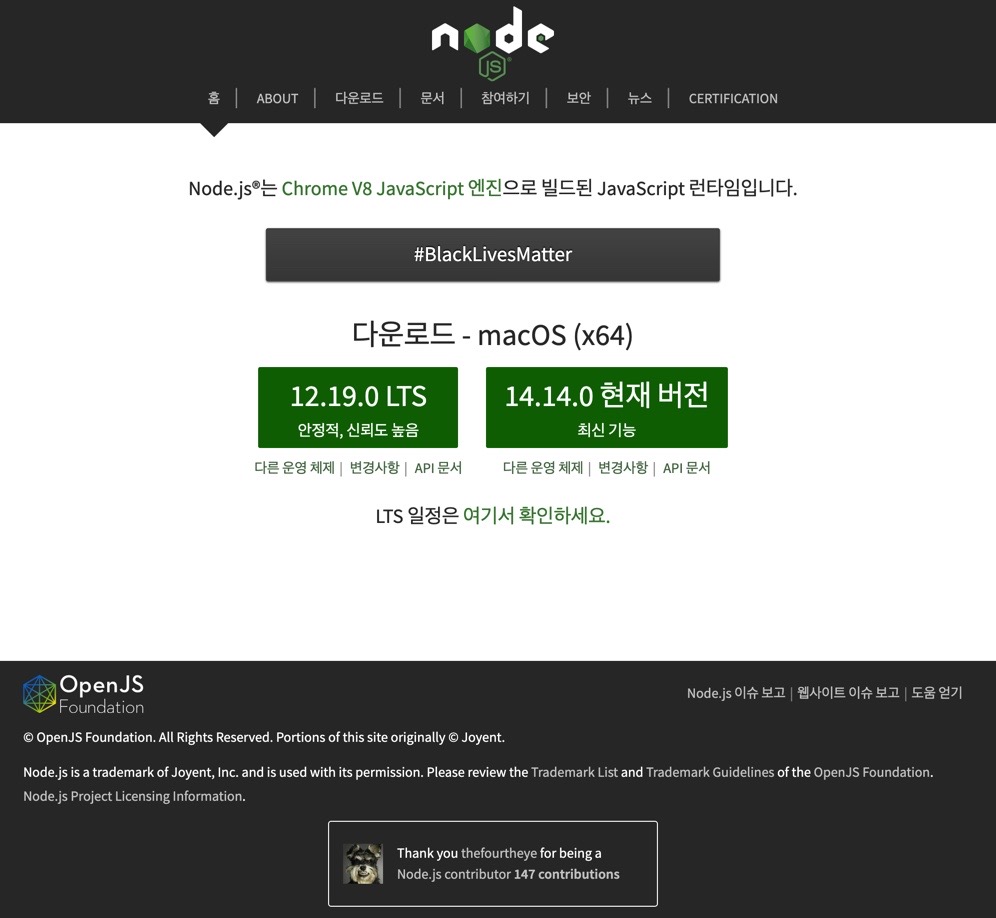 node
JS
홈 | ABOUT | 다운로드 | 문서 | 참여하기 | 보안 | 뉴스 | CERTIFICATION
Node.js®는 Chrome V8 JavaScript 엔진으로 빌드된 JavaScript 런타임입니다.
#BlackLivesMatter
다운로드 - macOS (x64)
12.19.0 LTS
안정적, 신뢰도 높음
다른 운영 체제 | 변경사항 | API 문서
14.14.0 현재 버전
최신 기능
다른 운영 체제 | 변경사항 | API 문서
LTS 일정은 여기서 확인하세요.
OpenJS
Foundation
Node.js 이슈 보고 | 웹사이트 이슈 보고 | 도움 얻기
© OpenJS Foundation. All Rights Reserved. Portions of this site originally © Joyent.
Node.js is a trademark of Joyent, Inc. and is used with its permission. Please review the Trademark List and Trademark Guidelines of the OpenJS Foundation.
Node.js Project Licensing Information.
Thank you thefourtheye for being a
Node.js contributor 147 contributions